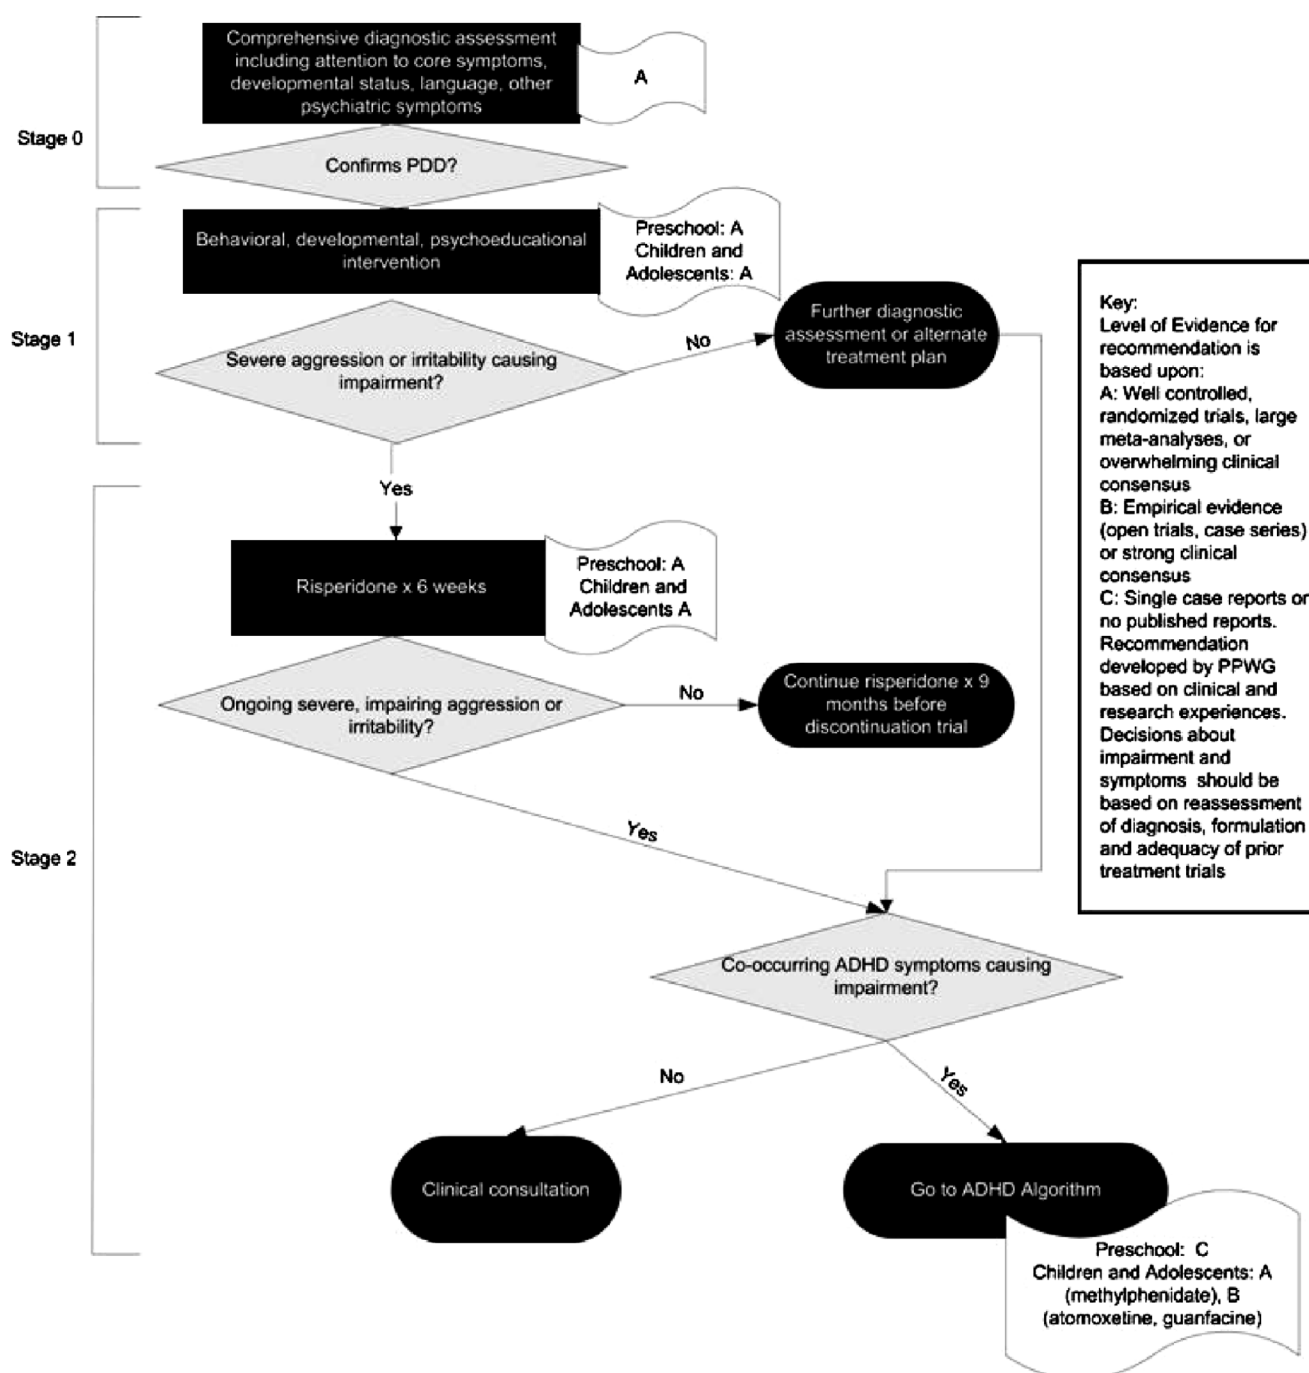 Comprehensive diagnostic assessment
including attention to core symptoms,
developmental status, language, other
psychiatric symptoms
A
Stage 0
Confirms PDD?
Behavioral, developmental, psychoeducational
intervention
Preschool: A
Children and
Adolescents: A
Stage 1
Severe aggression or irritability causing
impairment?
No
Further diagnostic
assessment or alternate
treatment plan
Yes
Risperidone x 6 weeks
Preschool: A
Children and
Adolescents A
Ongoing severe, impairing aggression or
irritability?
No
Continue risperidone x 9
months before
discontinuation trial
Yes
Stage 2
Co-occurring ADHD symptoms causing
impairment?
No
Yes
Clinical consultation
Go to ADHD Algorithm
Preschool: C
Children and Adolescents: A
(methylphenidate), B
(atomoxetine, guanfacine)
Key:
Level of Evidence for
recommendation is
based upon:
A: Well controlled,
randomized trials, large
meta-analyses, or
overwhelming clinical
consensus
B: Empirical evidence
(open trials, case series)
or strong clinical
consensus
C: Single case reports or
no published reports.
Recommendation
developed by PPWG
based on clinical and
research experiences.
Decisions about
impairment and
symptoms should be
based on reassessment
of diagnosis, formulation
and adequacy of prior
treatment trials